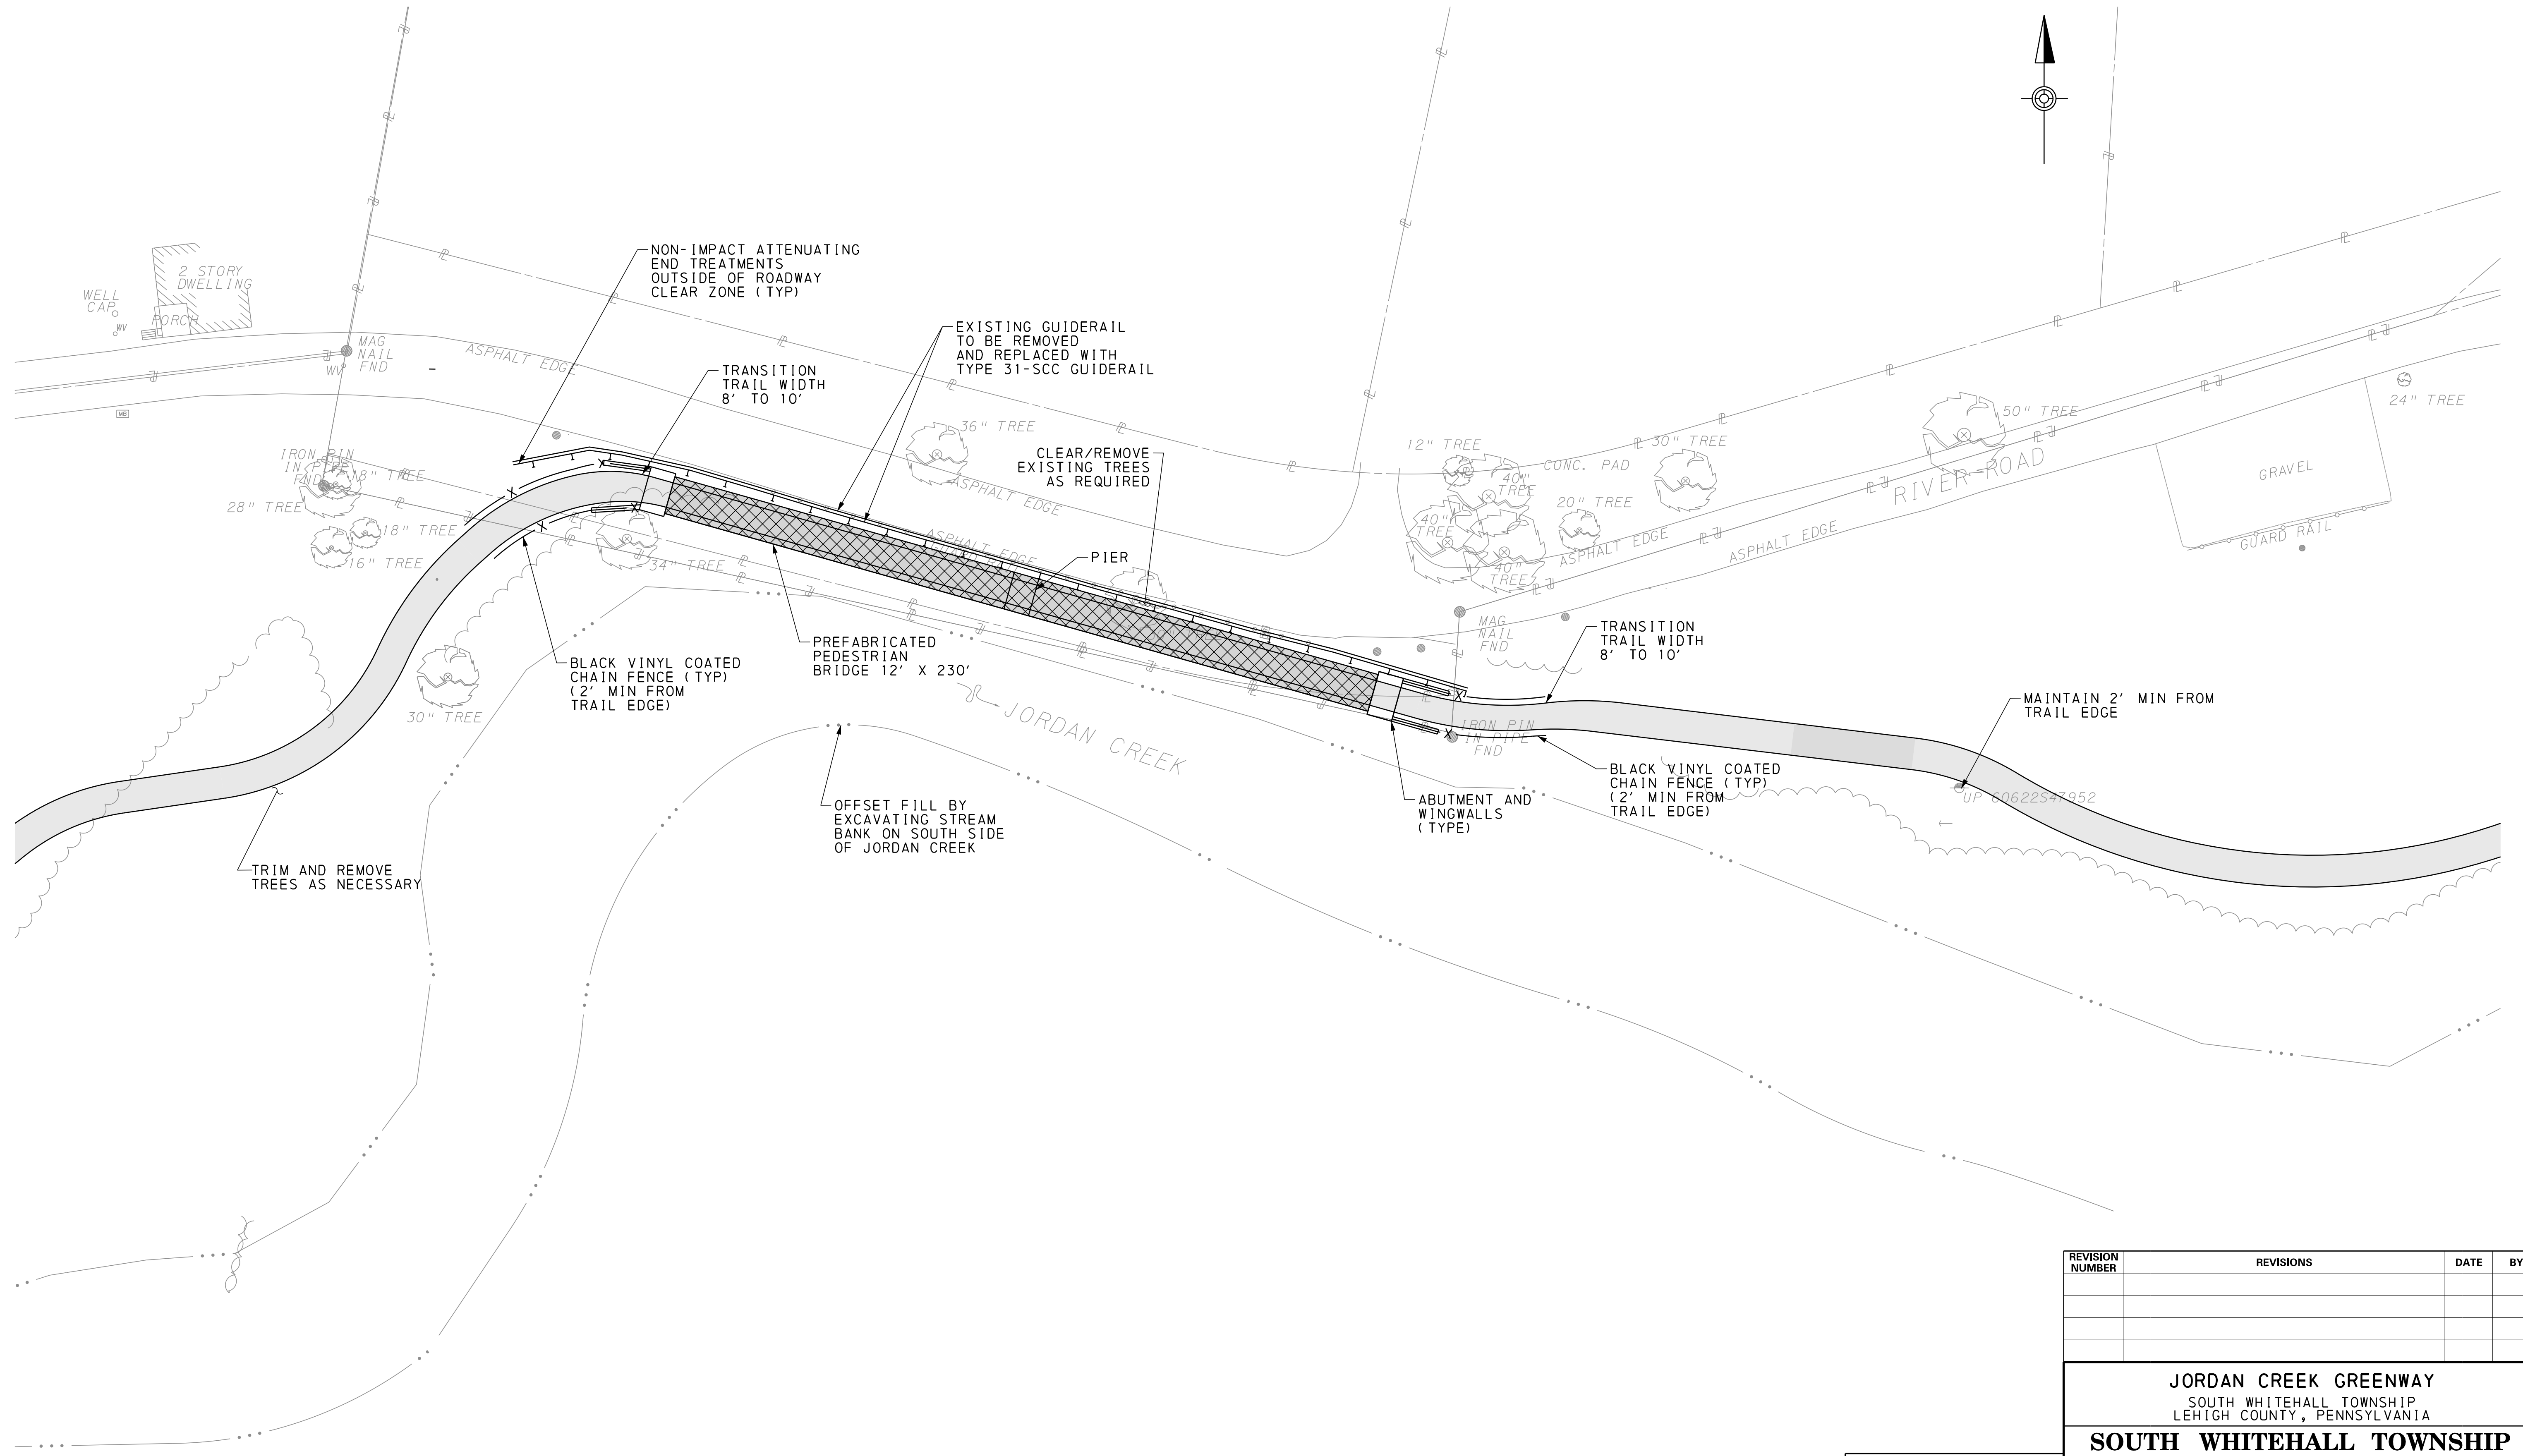 NON-IMPACT ATTENUATING
END TREATMENTS
OUTSIDE OF ROADWAY
CLEAR ZONE (TYP)
2 STORY
DWELLING
WELL
CAP
WV
PORCH
MAG
NAIL
FND
WV
MB
ASPHALT EDGE
TRANSITION
TRAIL WIDTH
8' TO 10'
EXISTING GUIDERAIL
TO BE REMOVED
AND REPLACED WITH
TYPE 31-SCC GUIDERAIL
36" TREE
CLEAR/REMOVE
EXISTING TREES
AS REQUIRED
ASPHALT EDGE
ASPHALT EDGE
12" TREE
40"
TREE
CONC. PAD
30" TREE
20" TREE
40"
TREE
40"
TREE
50" TREE
24" TREE
RIVER ROAD
GRAVEL
GUARD RAIL
ASPHALT EDGE
ASPHALT EDGE
IRON PIN
IN PIPE
FND
18" TREE
28" TREE
18" TREE
16" TREE
34" TREE
30" TREE
PIER
PREFABRICATED
PEDESTRIAN
BRIDGE 12' X 230'
BLACK VINYL COATED
CHAIN FENCE (TYP)
(2' MIN FROM
TRAIL EDGE)
JORDAN CREEK
MAG
NAIL
FND
TRANSITION
TRAIL WIDTH
8' TO 10'
IRON PIN
IN PIPE
FND
MAINTAIN 2' MIN FROM
TRAIL EDGE
UP 60622S47952
BLACK VINYL COATED
CHAIN FENCE (TYP)
(2' MIN FROM
TRAIL EDGE)
ABUTMENT AND
WINGWALLS
(TYPE)
OFFSET FILL BY
EXCAVATING STREAM
BANK ON SOUTH SIDE
OF JORDAN CREEK
TRIM AND REMOVE
TREES AS NECESSARY
REVISION NUMBER REVISIONS DATE BY
JORDAN CREEK GREENWAY
SOUTH WHITEHALL TOWNSHIP
LEHIGH COUNTY, PENNSYLVANIA
SOUTH WHITEHALL TOWNSHIP